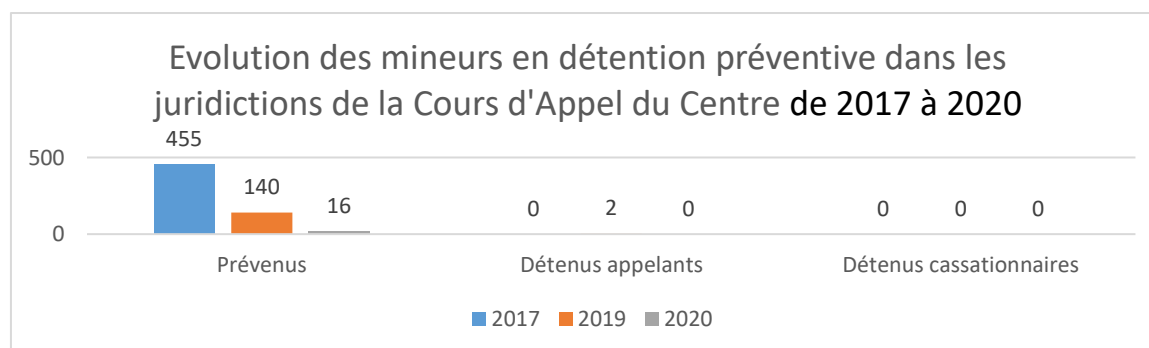 Evolution des mineurs en détention préventive dans les
juridictions de la Cours d'Appel du Centre de 2017 à 2020
455
500
140
16
0
2
0
0
0
0
0
Prévenus
Détenus appelants
Détenus cassationnaires
2017
2019
2020